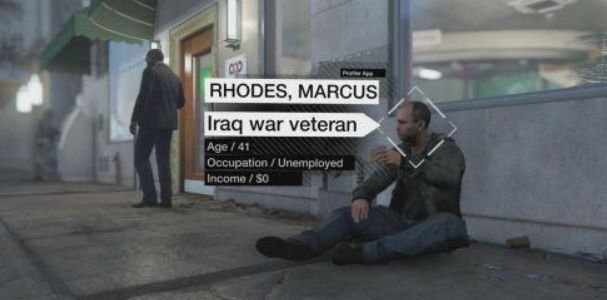 Profiler App
RHODES, MARCUS
Iraq war veteran
Age / 41
Occupation / Unemployed
Income / $0